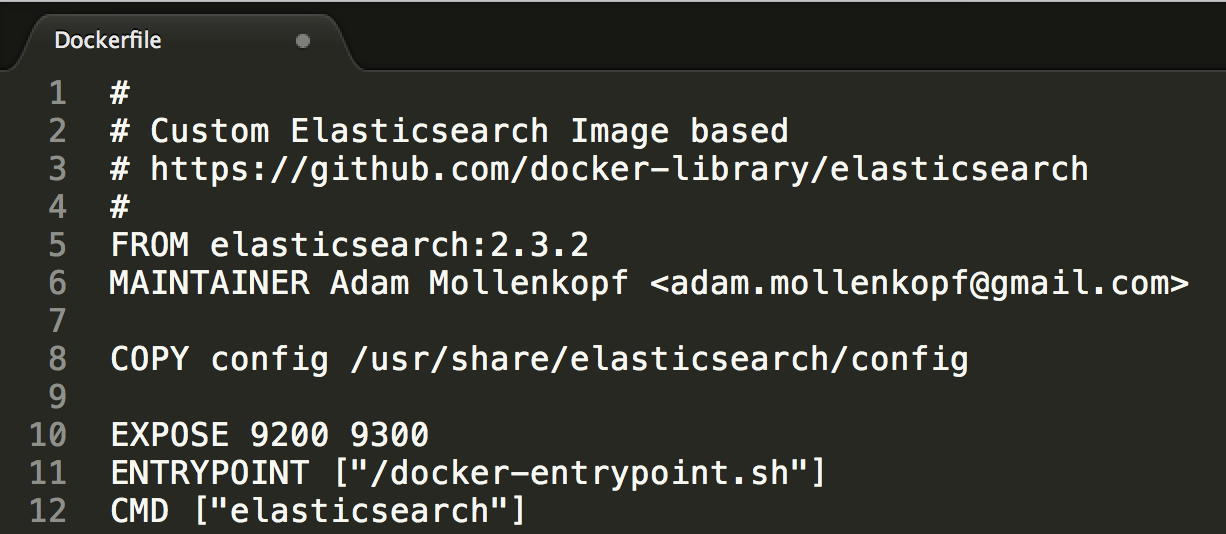 Dockerfile
1 #
2 # Custom Elasticsearch Image based
3 # https://github.com/docker-library/elasticsearch
4 #
5 FROM elasticsearch:2.3.2
6 MAINTAINER Adam Mollenkopf <adam.mollenkopf@gmail.com>
7
8 COPY config /usr/share/elasticsearch/config
9
10 EXPOSE 9200 9300
11 ENTRYPOINT ["/docker-entrypoint.sh"]
12 CMD ["elasticsearch"]